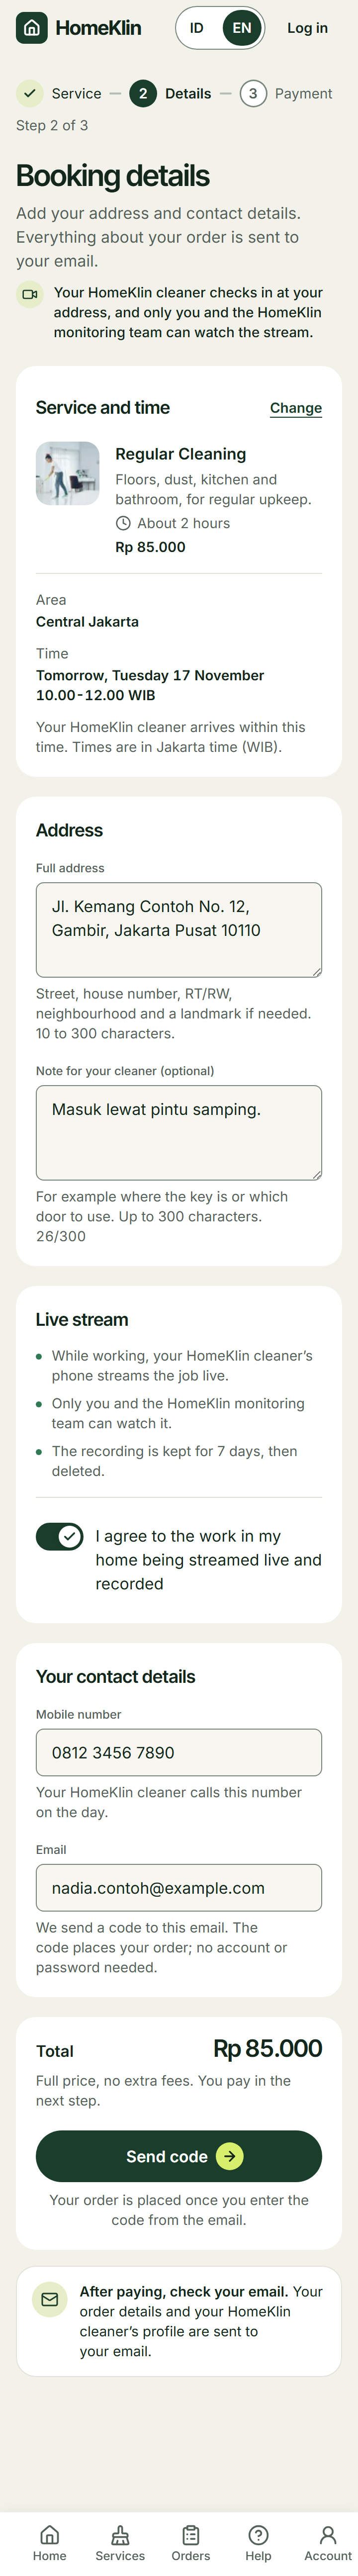 HomeKlin
ID
EN
Log in
Service
2
Details
3
Payment
Step 2 of 3
Booking details
Add your address and contact details.
Everything about your order is sent to
your email.
Your HomeKlin cleaner checks in at your
address, and only you and the HomeKlin
monitoring team can watch the stream.
Service and time
Change
Regular Cleaning
Floors, dust, kitchen and
bathroom, for regular upkeep.
About 2 hours
Rp 85.000
Area
Central Jakarta
Time
Tomorrow, Tuesday 17 November
10.00-12.00 WIB
Your HomeKlin cleaner arrives within this
time. Times are in Jakarta time (WIB).
Address
Full address
Jl. Kemang Contoh No. 12,
Gambir, Jakarta Pusat 10110
Street, house number, RT/RW,
neighbourhood and a landmark if needed.
10 to 300 characters.
Note for your cleaner (optional)
Masuk lewat pintu samping.
For example where the key is or which
door to use. Up to 300 characters.
26/300
Live stream
While working, your HomeKlin cleaner's
phone streams the job live.
Only you and the HomeKlin monitoring
team can watch it.
The recording is kept for 7 days, then
deleted.
I agree to the work in my
home being streamed live and
recorded
Your contact details
Mobile number
0812 3456 7890
Your HomeKlin cleaner calls this number
on the day.
Email
nadia.contoh@example.com
We send a code to this email. The
code places your order; no account or
password needed.
Total
Rp 85.000
Full price, no extra fees. You pay in the
next step.
Send code
Your order is placed once you enter the
code from the email.
After paying, check your email. Your
order details and your HomeKlin
cleaner's profile are sent to
your email.
Home
Services
Orders
Help
Account